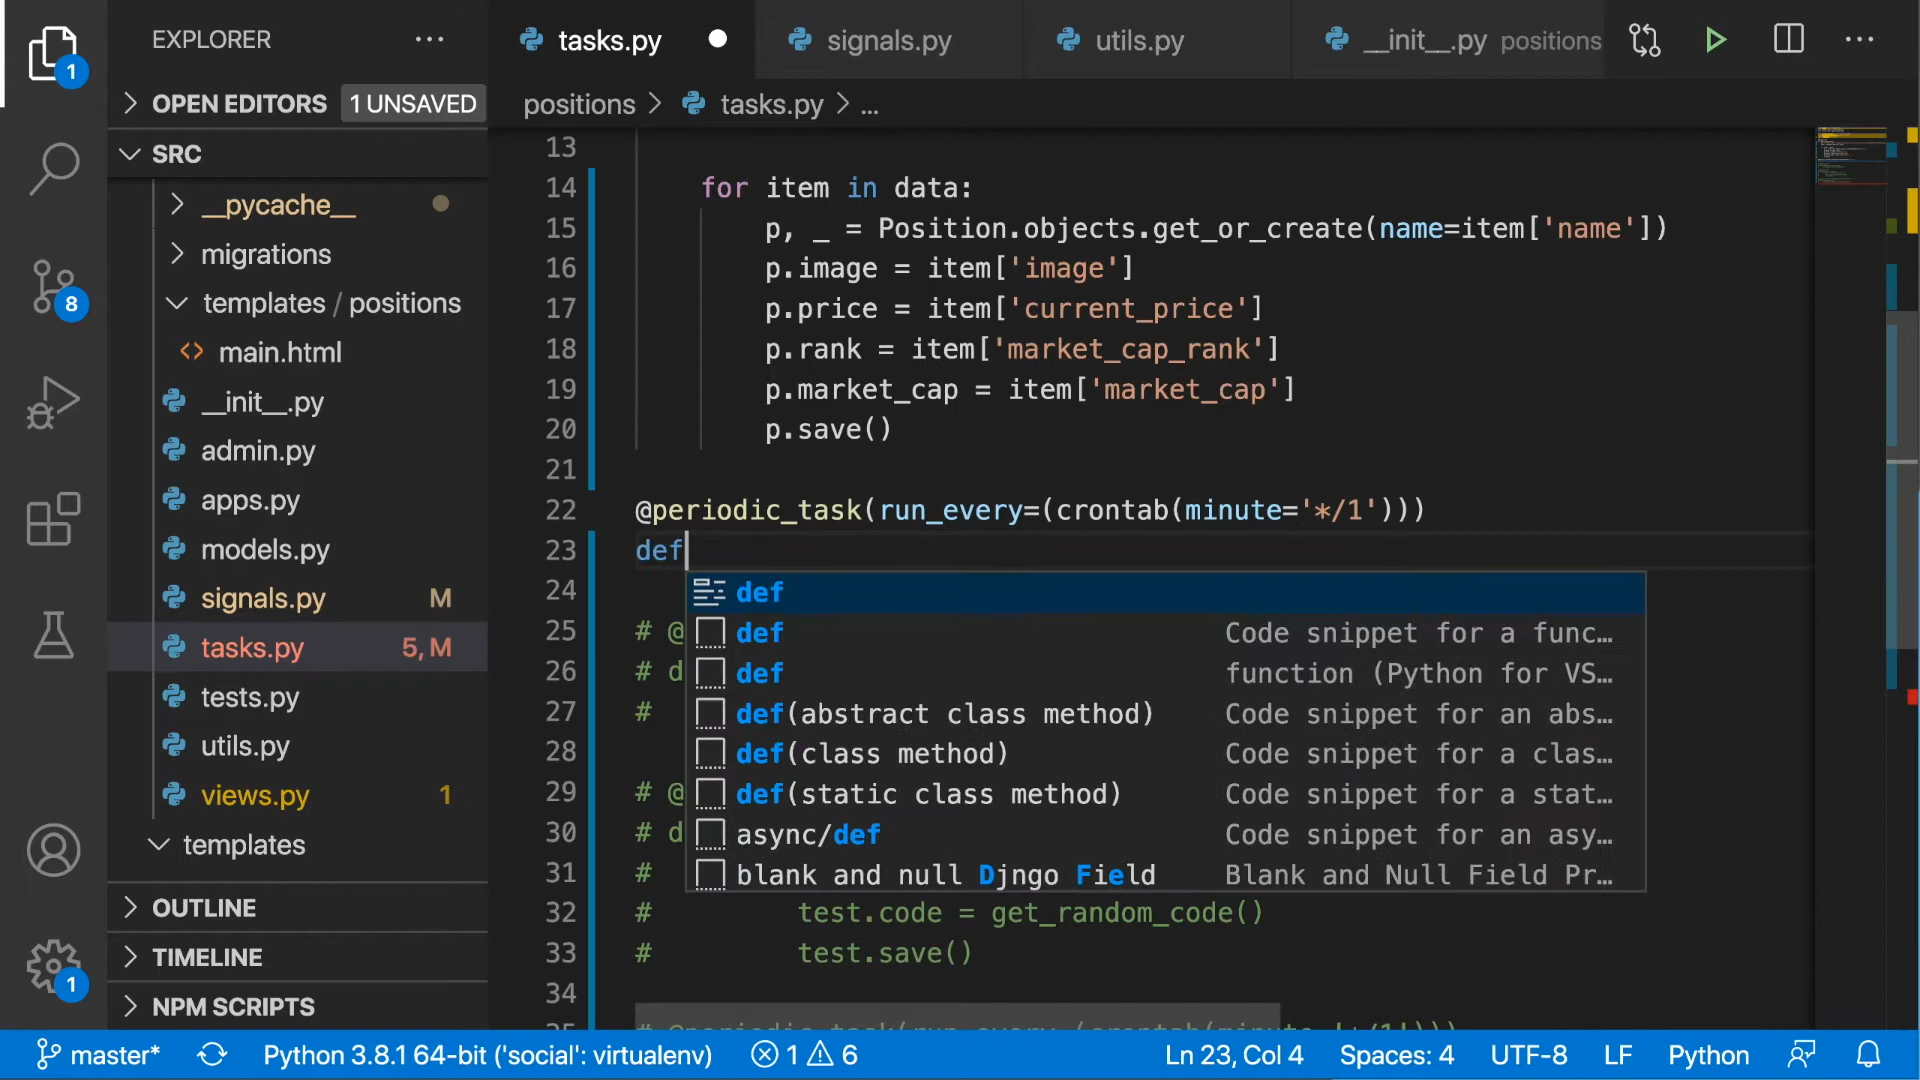 EXPLORER
tasks.py
signals.py
utils.py
__init__.py positions
1
OPEN EDITORS 1 UNSAVED
positions > tasks.py > ...
SRC
__pycache__
migrations
templates / positions
main.html
__init__.py
admin.py
apps.py
models.py
signals.py M
tasks.py 5, M
tests.py
utils.py
views.py 1
templates
OUTLINE
TIMELINE
NPM SCRIPTS
8
1
13
14 for item in data:
15 p, _ = Position.objects.get_or_create(name=item['name'])
16 p.image = item['image']
17 p.price = item['current_price']
18 p.rank = item['market_cap_rank']
19 p.market_cap = item['market_cap']
20 p.save()
21
22 @periodic_task(run_every=(crontab(minute='*/1')))
23 def
24 def
25 # @ def Code snippet for a func...
26 # d def function (Python for VS...
27 # def(abstract class method) Code snippet for an abs...
28 def(class method) Code snippet for a clas...
29 # @ def(static class method) Code snippet for a stat...
30 # d async/def Code snippet for an asy...
31 # blank and null Djngo Field Blank and Null Field Pr...
32 # test.code = get_random_code()
33 # test.save()
34
master* Python 3.8.1 64-bit ('social': virtualenv) 1 6 Ln 23, Col 4 Spaces: 4 UTF-8 LF Python